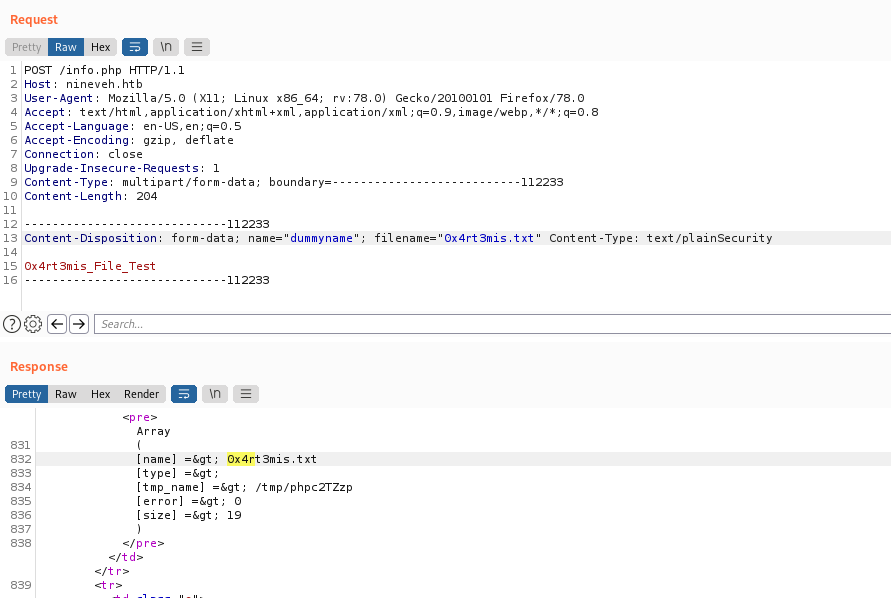 Request
Pretty Raw Hex \n
1 POST /info.php HTTP/1.1
2 Host: nineveh.htb
3 User-Agent: Mozilla/5.0 (X11; Linux x86_64; rv:78.0) Gecko/20100101 Firefox/78.0
4 Accept: text/html,application/xhtml+xml,application/xml;q=0.9,image/webp,*/*;q=0.8
5 Accept-Language: en-US,en;q=0.5
6 Accept-Encoding: gzip, deflate
7 Connection: close
8 Upgrade-Insecure-Requests: 1
9 Content-Type: multipart/form-data; boundary=---------------------------112233
10 Content-Length: 204
11
12 -----------------------------112233
13 Content-Disposition: form-data; name="dummyname"; filename="0x4rt3mis.txt" Content-Type: text/plainSecurity
14
15 0x4rt3mis_File_Test
16 -----------------------------112233
? Search...
Response
Pretty Raw Hex Render \n
<pre>
Array
831 (
832 [name] =&gt; 0x4rt3mis.txt
833 [type] =&gt;
834 [tmp_name] =&gt; /tmp/phpc2TZzp
835 [error] =&gt; 0
836 [size] =&gt; 19
837 )
838 </pre>
</td>
</tr>
839 <tr>